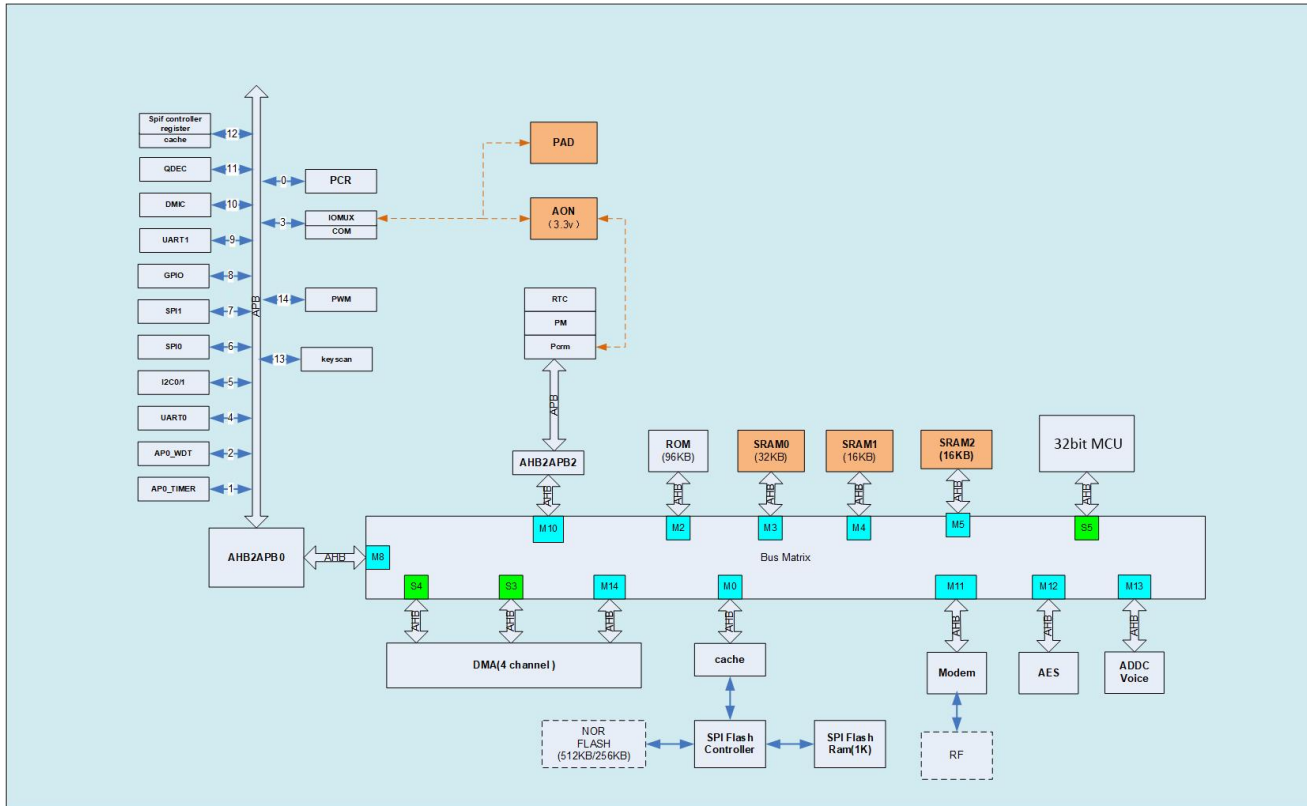 Spif controller
register
cache
12
QDEC
11
DMIC
10
UART1
9
GPIO
8
SPI1
7
SPI0
6
I2C0/1
5
UART0
4
AP0_WDT
2
AP0_TIMER
1
APB
0
PCR
3
IOMUX
COM
14
PWM
13
keyscan
PAD
AON
(3.3v)
RTC
PM
Pcrm
APB
AHB2APB2
AHB
M10
ROM
(96KB)
AHB
M2
SRAM0
(32KB)
AHB
M3
SRAM1
(16KB)
AHB
M4
SRAM2
(16KB)
AHB
M5
32bit MCU
AHB
S5
AHB2APB0
AHB
M8
Bus Matrix
S4
S3
M14
M0
M11
M12
M13
AHB
AHB
AHB
AHB
AHB
AHB
AHB
DMA(4 channel )
cache
Modem
AES
ADDC
Voice
NOR
FLASH
(512KB/256KB)
SPI Flash
Controller
SPI Flash
Ram(1K)
RF